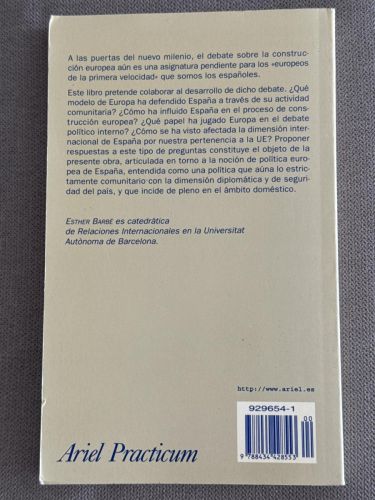 A las puertas del nuevo milenio, el debate sobre la construc-
ción europea aún es una asignatura pendiente para los «europeos
de la primera velocidad» que somos los españoles.
Este libro pretende colaborar al desarrollo de dicho debate. ¿Qué
modelo de Europa ha defendido España a través de su actividad
comunitaria? ¿Cómo ha influido España en el proceso de cons-
trucción europea? ¿Qué papel ha jugado Europa en el debate
político interno? ¿Cómo se ha visto afectada la dimensión inter-
nacional de España por nuestra pertenencia a la UE? Proponer
respuestas a este tipo de preguntas constituye el objeto de la
presente obra, articulada en torno a la noción de política euro-
pea de España, entendida como una política que aúna lo estric-
tamente comunitario con la dimensión diplomática y de seguri-
dad del país, y que incide de pleno en el ámbito doméstico.
ESTHER BARBÉ es catedrática
de Relaciones Internacionales en la Universitat
Autònoma de Barcelona.
http://www.ariel.es
929654-1
00
9 788434 428553
Ariel Practicum